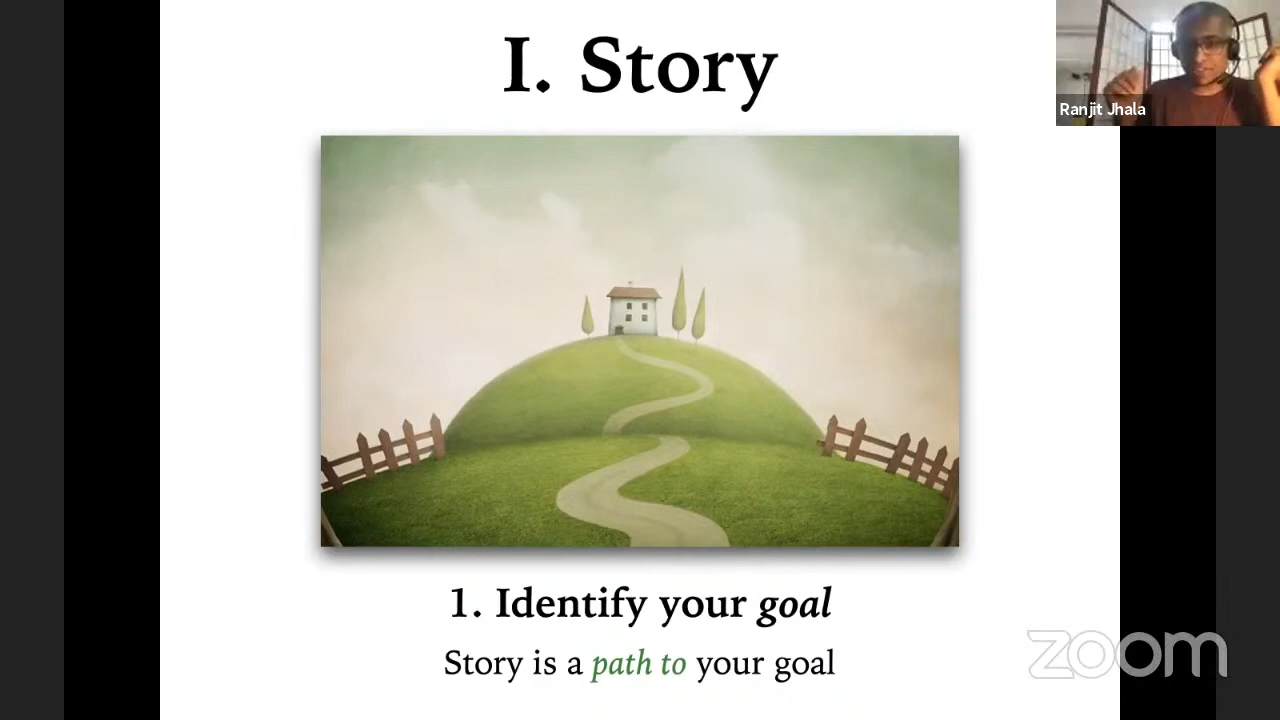 I. Story
Ranjit Jhala
1. Identify your goal
Story is a path to your goal
zoom